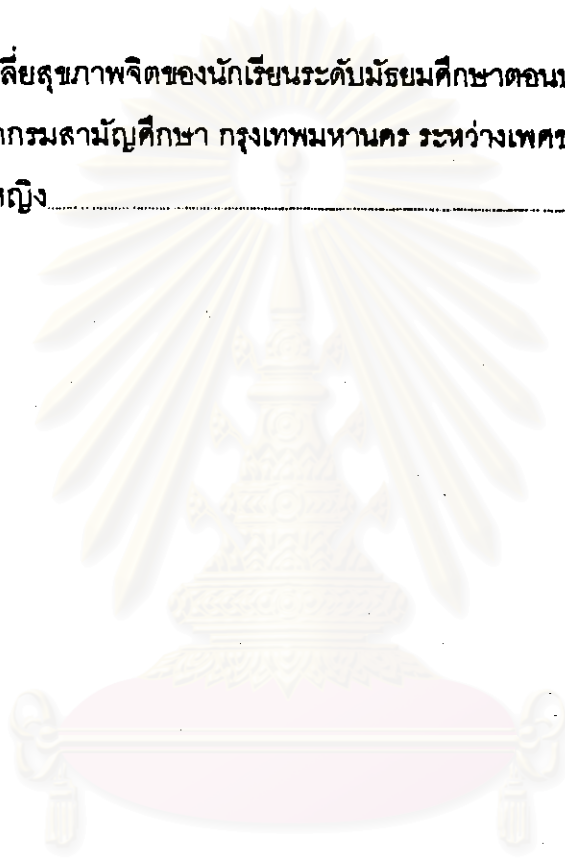 ลี่ยสุขภาพจิตของนักเรียนระดับมัธยมศึกษาตอน
กรมสามัญศึกษา กรุงเทพมหานคร ระหว่างเพศ
หญิง